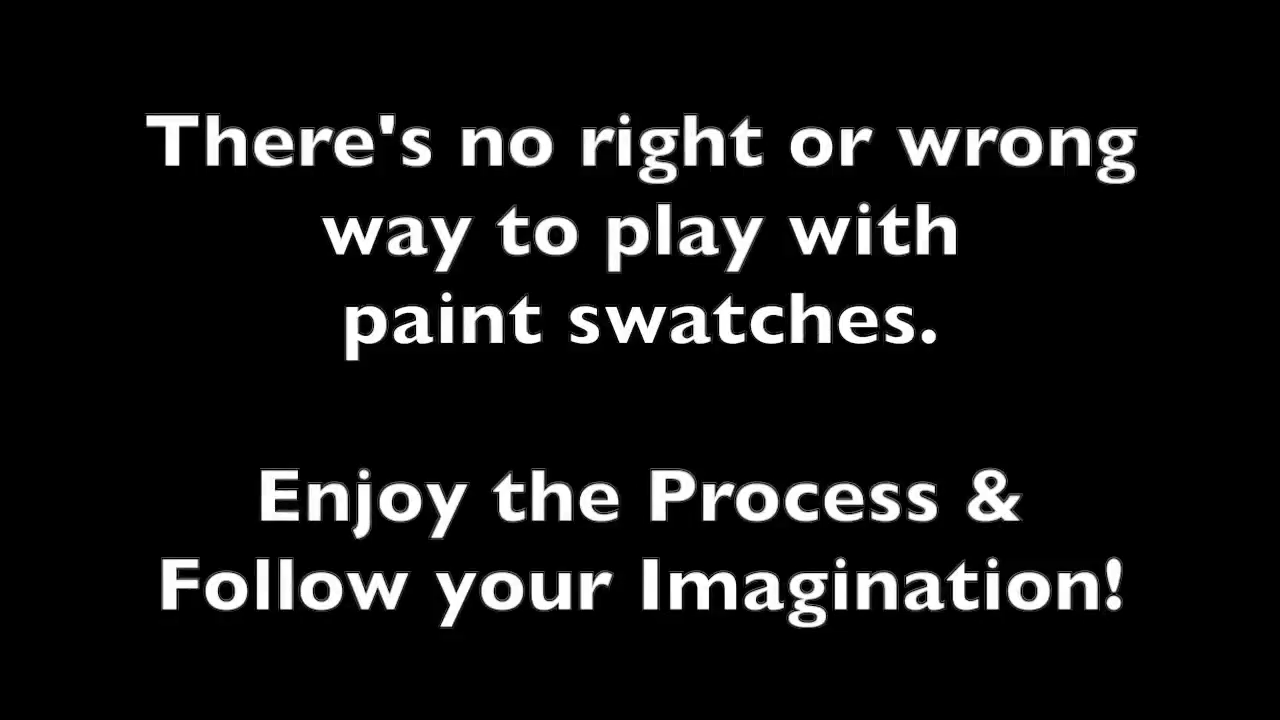 There's no right or wrong
way to play with
paint swatches.
Enjoy the Process &
Follow your Imagination!